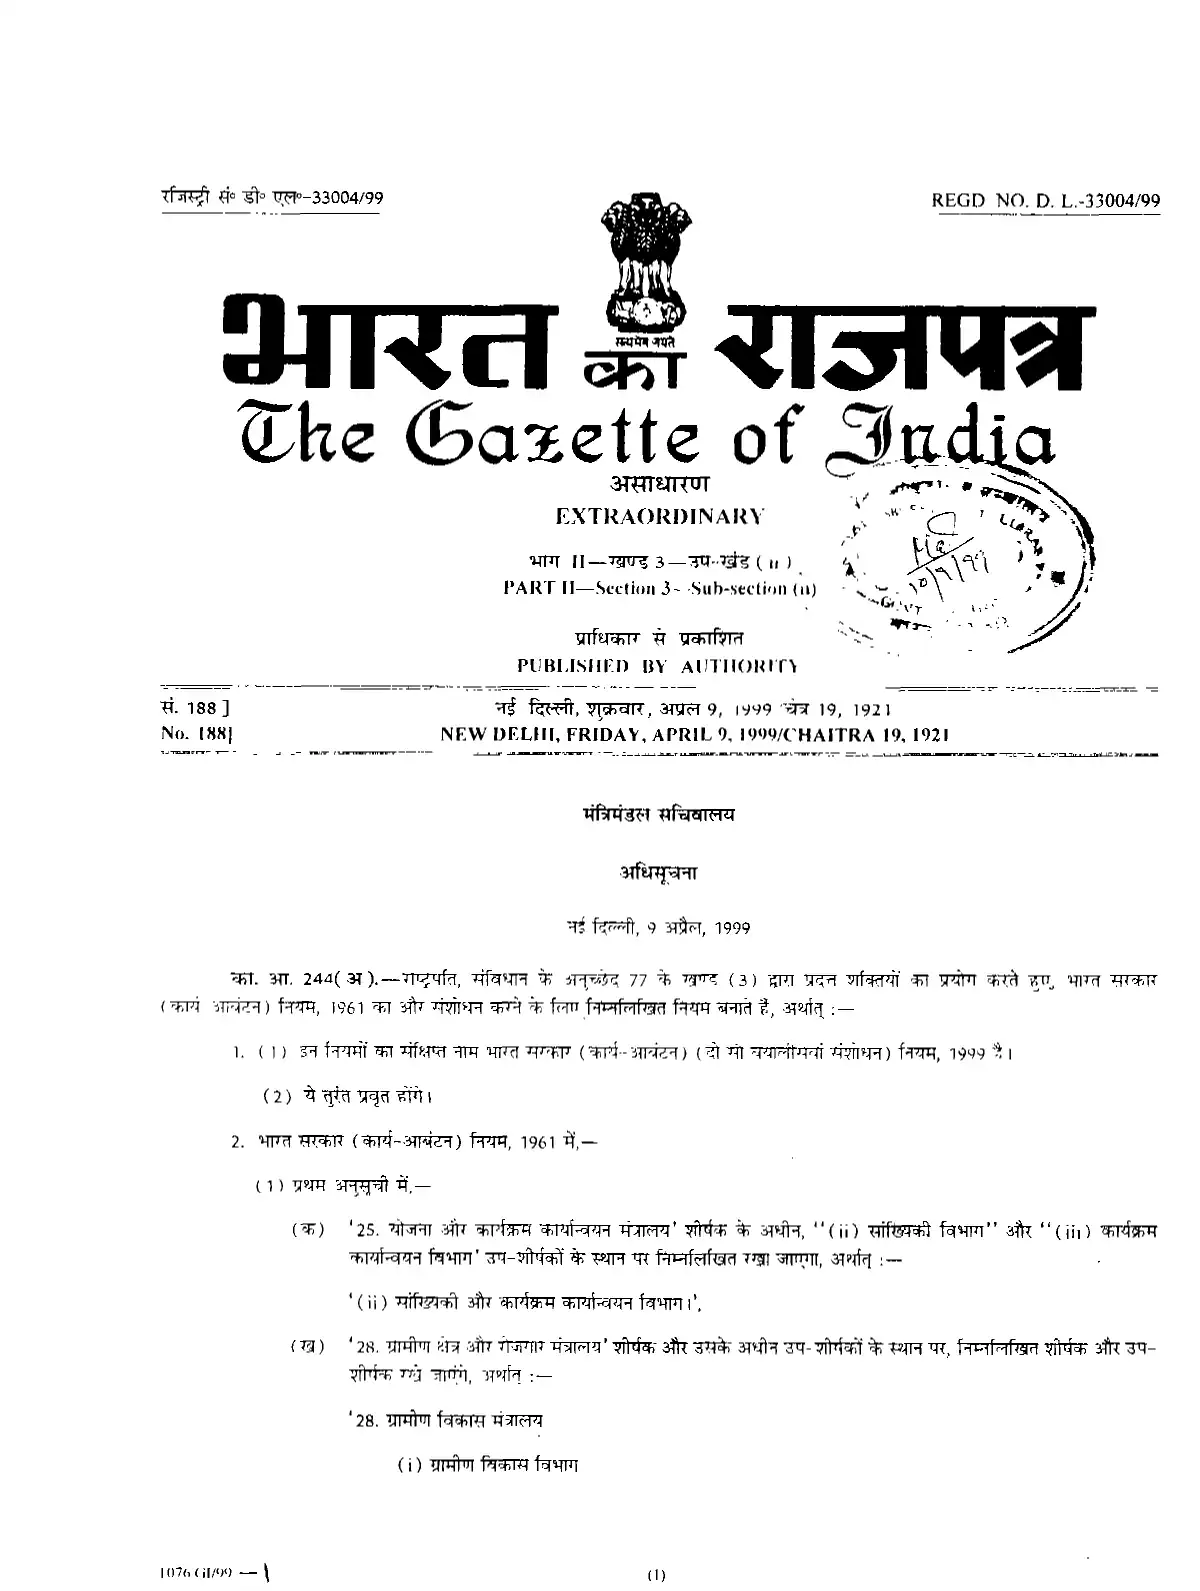 रजिस्ट्री सं॰ डी॰ एल॰-33004/99
REGD NO. D. L.-33004/99
सत्यमेव जयते
भारत का राजपत्र
The Gazette of India
असाधारण
EXTRAORDINARY
भाग II—खण्ड 3—उप-खंड (ii)
PART II—Section 3—Sub-section (ii)
प्राधिकार से प्रकाशित
PUBLISHED BY AUTHORITY
सं. 188]
नई दिल्ली, शुक्रवार, अप्रैल 9, 1999/चैत्र 19, 1921
No. 188]
NEW DELHI, FRIDAY, APRIL 9, 1999/CHAITRA 19, 1921
मंत्रिमंडल सचिवालय
अधिसूचना
नई दिल्ली, 9 अप्रैल, 1999
का. आ. 244(अ).—राष्ट्रपति, संविधान के अनुच्छेद 77 के खण्ड (3) द्वारा प्रदत्त शक्तियों का प्रयोग करते हुए, भारत सरकार
(कार्य आबंटन) नियम, 1961 का और संशोधन करने के लिए निम्नलिखित नियम बनाते हैं, अर्थात् :—
1. (1) इन नियमों का संक्षिप्त नाम भारत सरकार (कार्य-आबंटन) (दो सौ बयालीसवां संशोधन) नियम, 1999 है।
(2) ये तुरंत प्रवृत होंगे।
2. भारत सरकार (कार्य-आबंटन) नियम, 1961 में,—
(1) प्रथम अनुसूची में,—
(क) '25. योजना और कार्यक्रम कार्यान्वयन मंत्रालय' शीर्षक के अधीन, ''(ii) सांख्यिकी विभाग'' और ''(iii) कार्यक्रम
कार्यान्वयन विभाग' उप-शीर्षकों के स्थान पर निम्नलिखित रखा जाएगा, अर्थात् :—
'(ii) सांख्यिकी और कार्यक्रम कार्यान्वयन विभाग।',
(ख) '28. ग्रामीण क्षेत्र और रोजगार मंत्रालय' शीर्षक और उसके अधीन उप-शीर्षकों के स्थान पर, निम्नलिखित शीर्षक और उप-
शीर्षक रखे जाएंगे, अर्थात् :—
'28. ग्रामीण विकास मंत्रालय
(i) ग्रामीण विकास विभाग
1076 GI/99 — 1
(1)